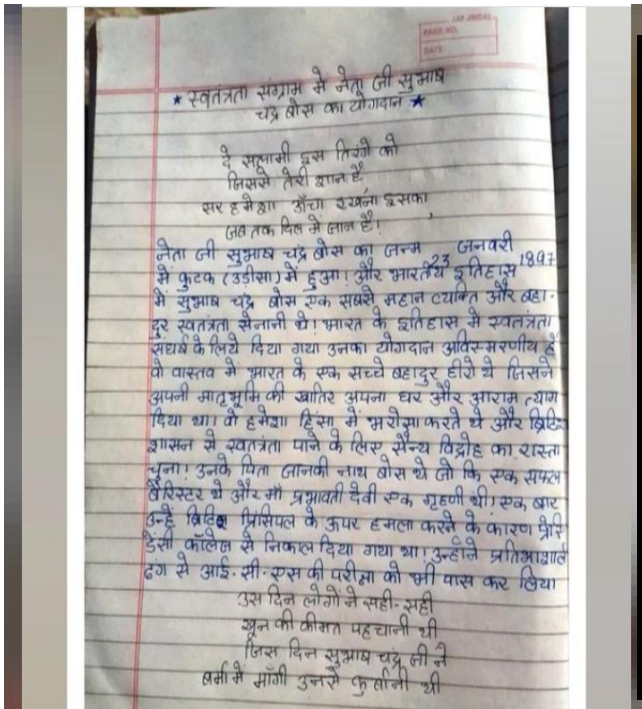 JAY JINDAL
PAGE NO.
DATE
★ स्वतंत्रता संग्राम मे नेता जी सुभाष
चंद्र बोस का योगदान ★
दे सलामी इस तिरंगे को
जिससे तेरी शान है
सर हमेशा ऊँचा रखना इसका,
जब तक दिल मे जान है!
नेता जी सुभाष चंद्र बोस का जन्म 23 जनवरी 1897
में कुटक (उड़ीसा) में हुआ! और भारतीय इतिहास
में सुभाष चंद्र बोस एक सबसे महान व्यक्ति और बहा-
दुर स्वतंत्रता सेनानी थे! भारत के इतिहास मे स्वतंत्रता
संघर्ष के लिये दिया गया उनका योगदान अविस्मरणीय है
वो वास्तव मे भारत के एक सच्चे बहादुर हीरो थे जिसने
अपनी मातृभूमि की खातिर अपना घर और आराम त्याग
दिया था। वो हमेशा हिंसा में भरोसा करते थे और ब्रिटिश
शासन से स्वतंत्रता पाने के लिए सैन्य विद्रोह का रास्ता
चुना! उनके पिता जानकी नाथ बोस थे जो कि एक सफल
बैरिस्टर थे और माँ प्रभावती देवी एक गृहणी थी! एक बार
उन्हें ब्रिटिश प्रिंसिपल के ऊपर हमला करने के कारण प्रेरि
डेंसी कॉलेज से निकाल दिया गया था! उन्होंने प्रतिभाशाली
ढंग से आई. सी. एस की परीक्षा को भी पास कर लिया
उस दिन लोगो ने सही-सही
खून की कीमत पहचानी थी
जिस दिन सुभाष चंद्र जी ने
बर्मा में माँगी उनसे कुर्बानी थी